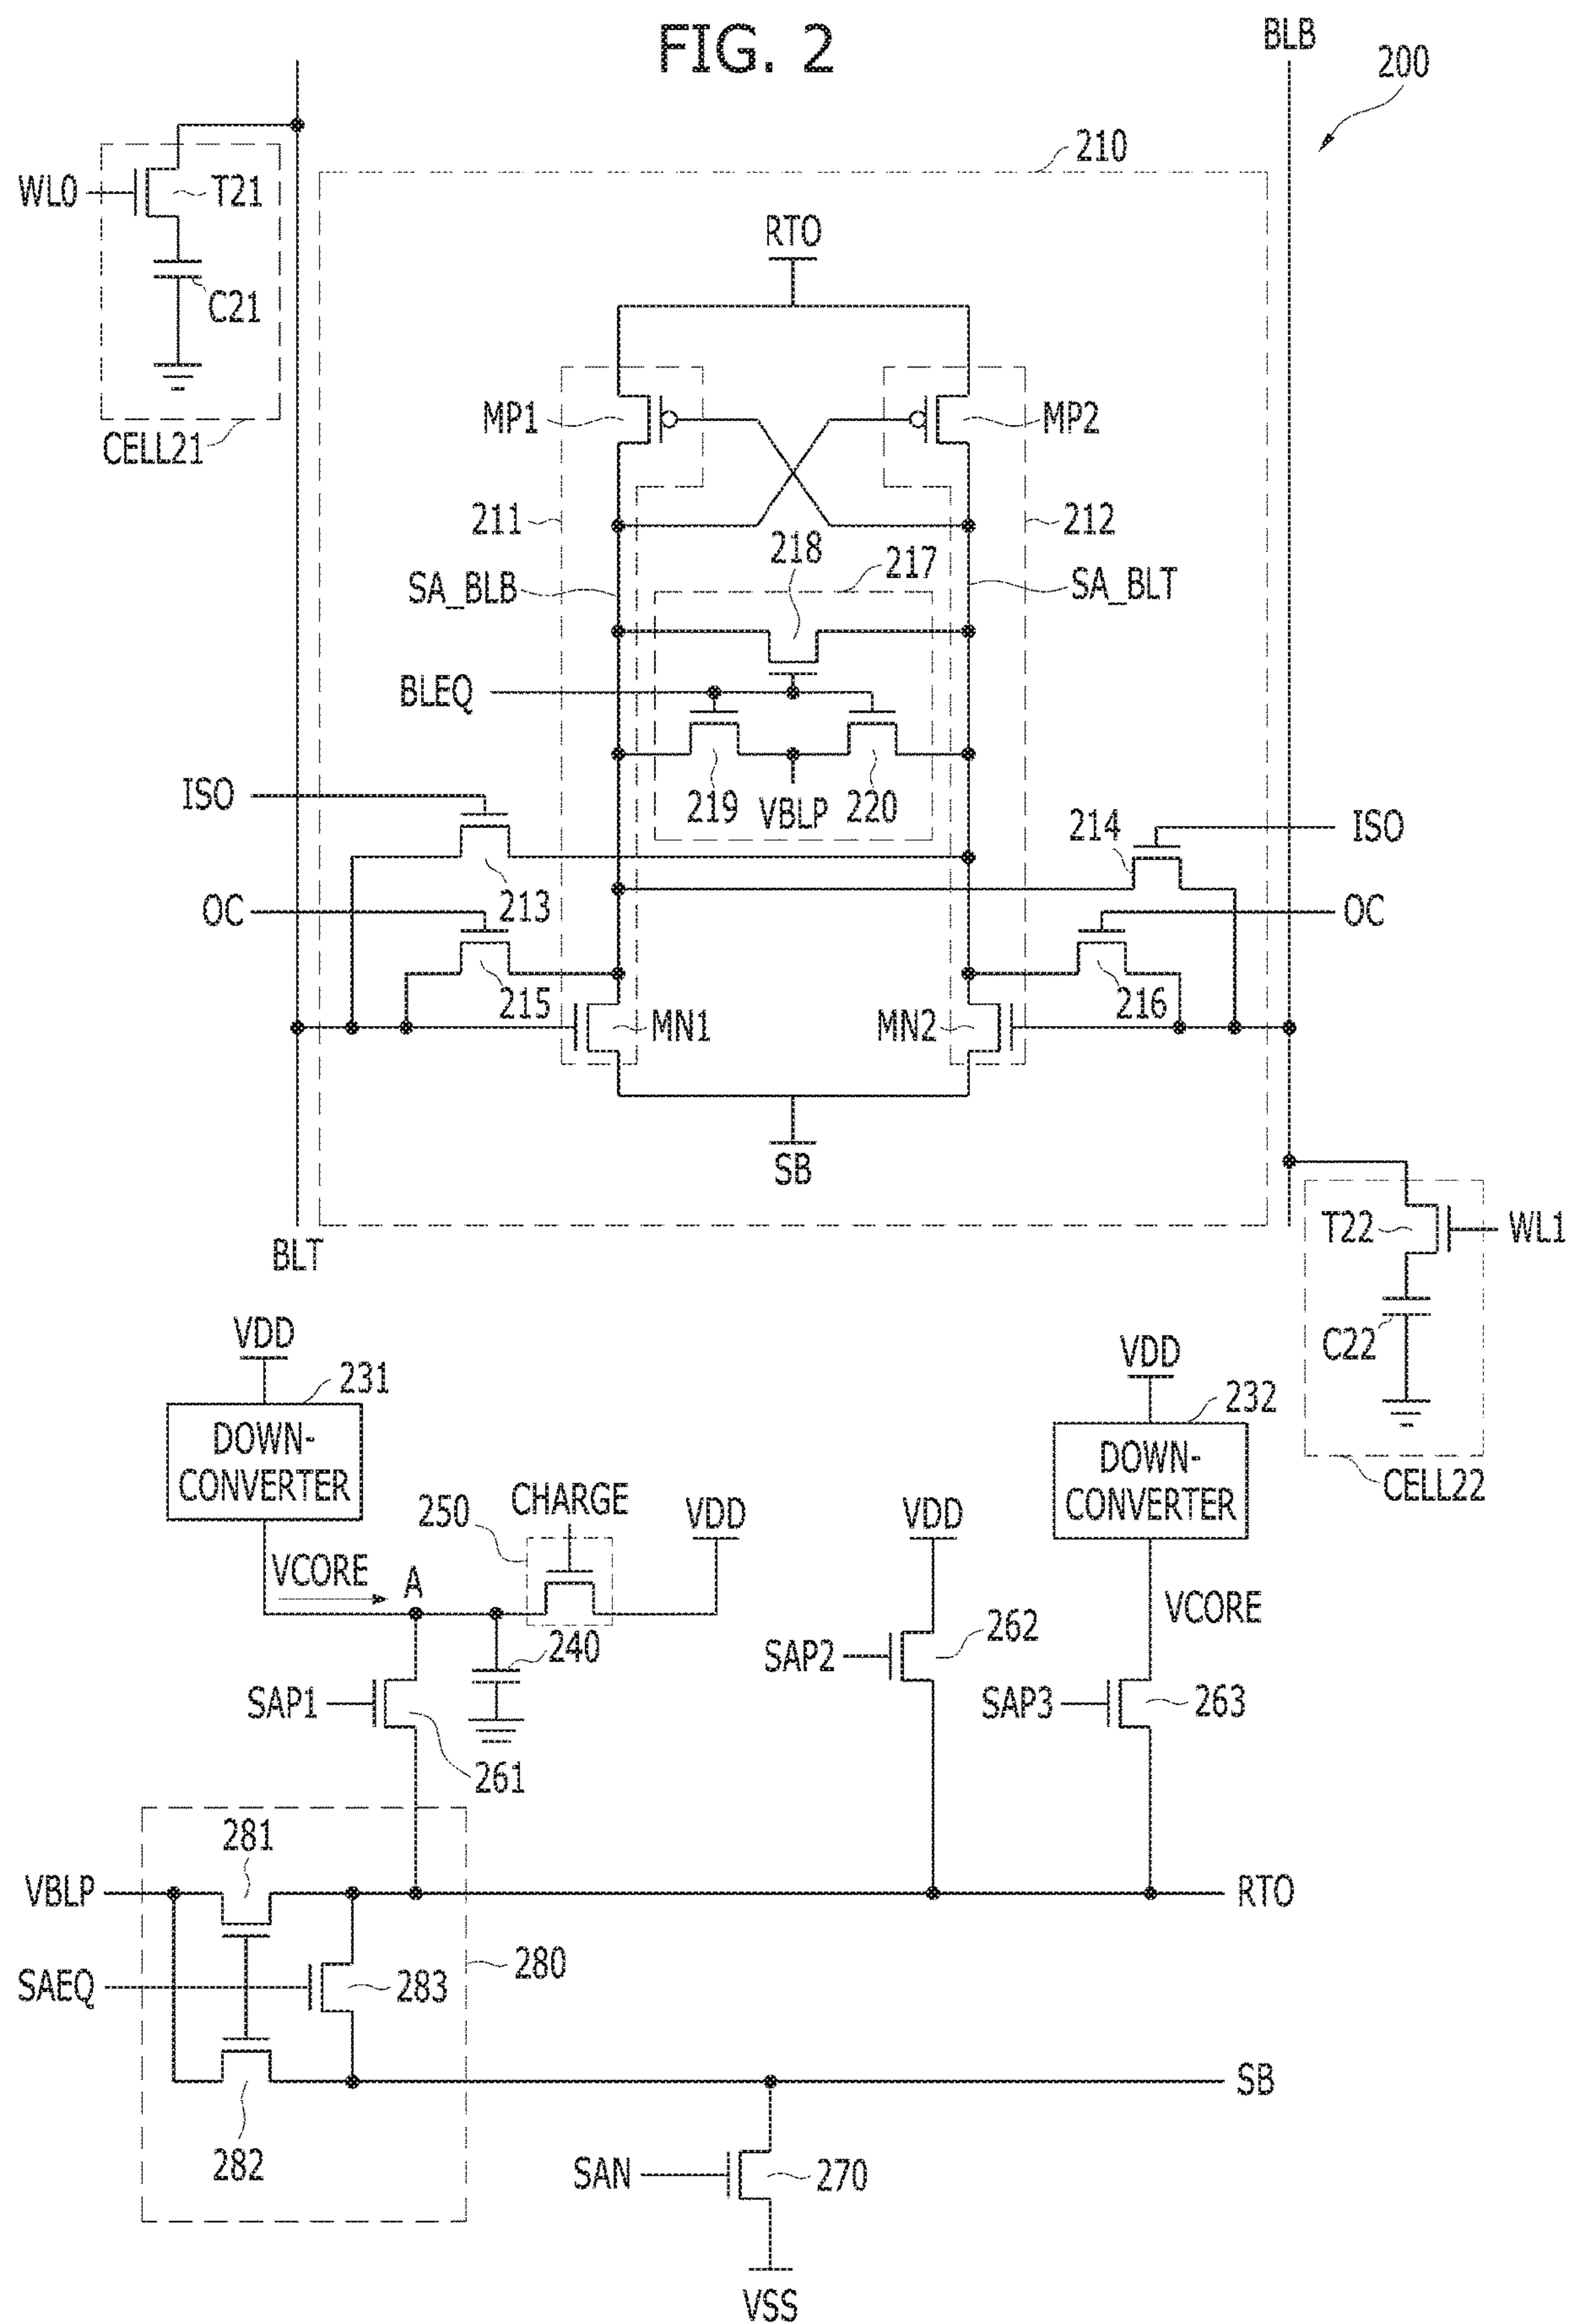 FIG. 2
BLB
200
210
WL0
T21
C21
CELL21
RTO
MP1
MP2
211
212
218
217
SA_BLB
SA_BLT
BLEQ
219
VBLP
220
ISO
213
214
ISO
OC
215
OC
216
MN1
MN2
SB
BLT
T22
WL1
C22
CELL22
VDD
231
DOWN-
CONVERTER
VCORE
A
250
CHARGE
VDD
240
SAP1
261
VDD
SAP2
262
VDD
232
DOWN-
CONVERTER
VCORE
SAP3
263
281
VBLP
RTO
SAEQ
283
280
282
SB
SAN
270
VSS